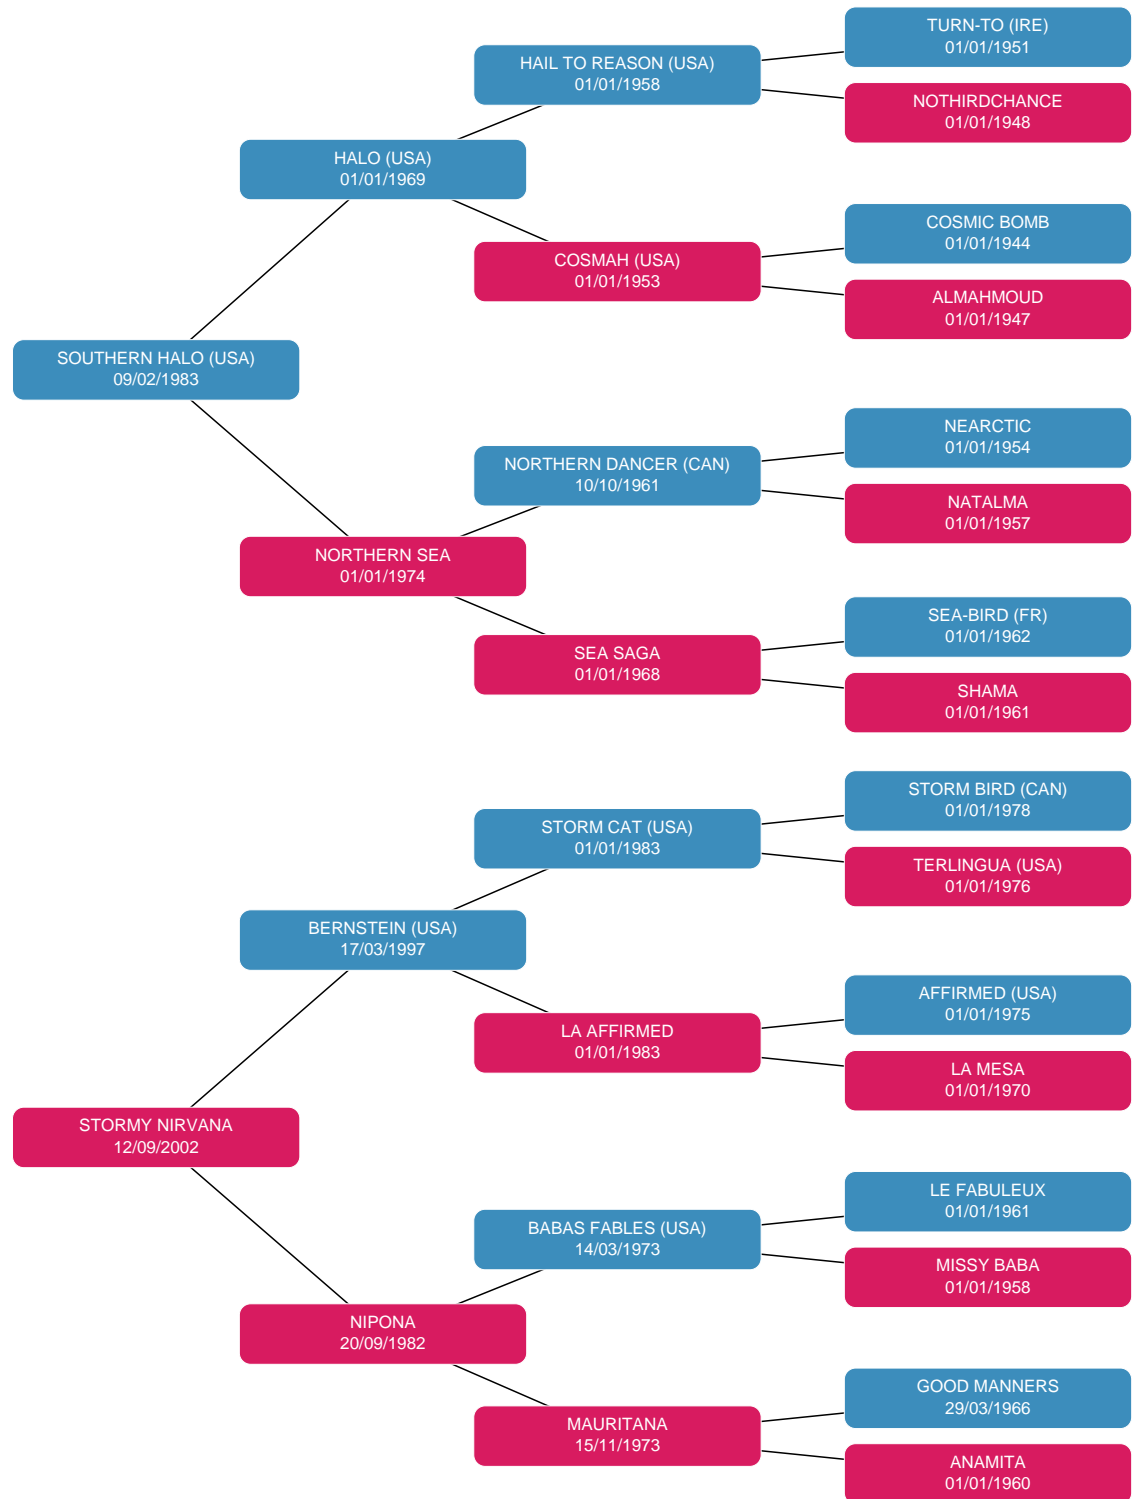 TURN-TO (IRE)
01/01/1951
HAIL TO REASON (USA)
01/01/1958
NOTHIRDCHANCE
01/01/1948
HALO (USA)
01/01/1969
COSMIC BOMB
01/01/1944
COSMAH (USA)
01/01/1953
ALMAHMOUD
01/01/1947
SOUTHERN HALO (USA)
09/02/1983
NEARCTIC
01/01/1954
NORTHERN DANCER (CAN)
10/10/1961
NATALMA
01/01/1957
NORTHERN SEA
01/01/1974
SEA-BIRD (FR)
01/01/1962
SEA SAGA
01/01/1968
SHAMA
01/01/1961
STORM BIRD (CAN)
01/01/1978
STORM CAT (USA)
01/01/1983
TERLINGUA (USA)
01/01/1976
BERNSTEIN (USA)
17/03/1997
AFFIRMED (USA)
01/01/1975
LA AFFIRMED
01/01/1983
LA MESA
01/01/1970
STORMY NIRVANA
12/09/2002
LE FABULEUX
01/01/1961
BABAS FABLES (USA)
14/03/1973
MISSY BABA
01/01/1958
NIPONA
20/09/1982
GOOD MANNERS
29/03/1966
MAURITANA
15/11/1973
ANAMITA
01/01/1960